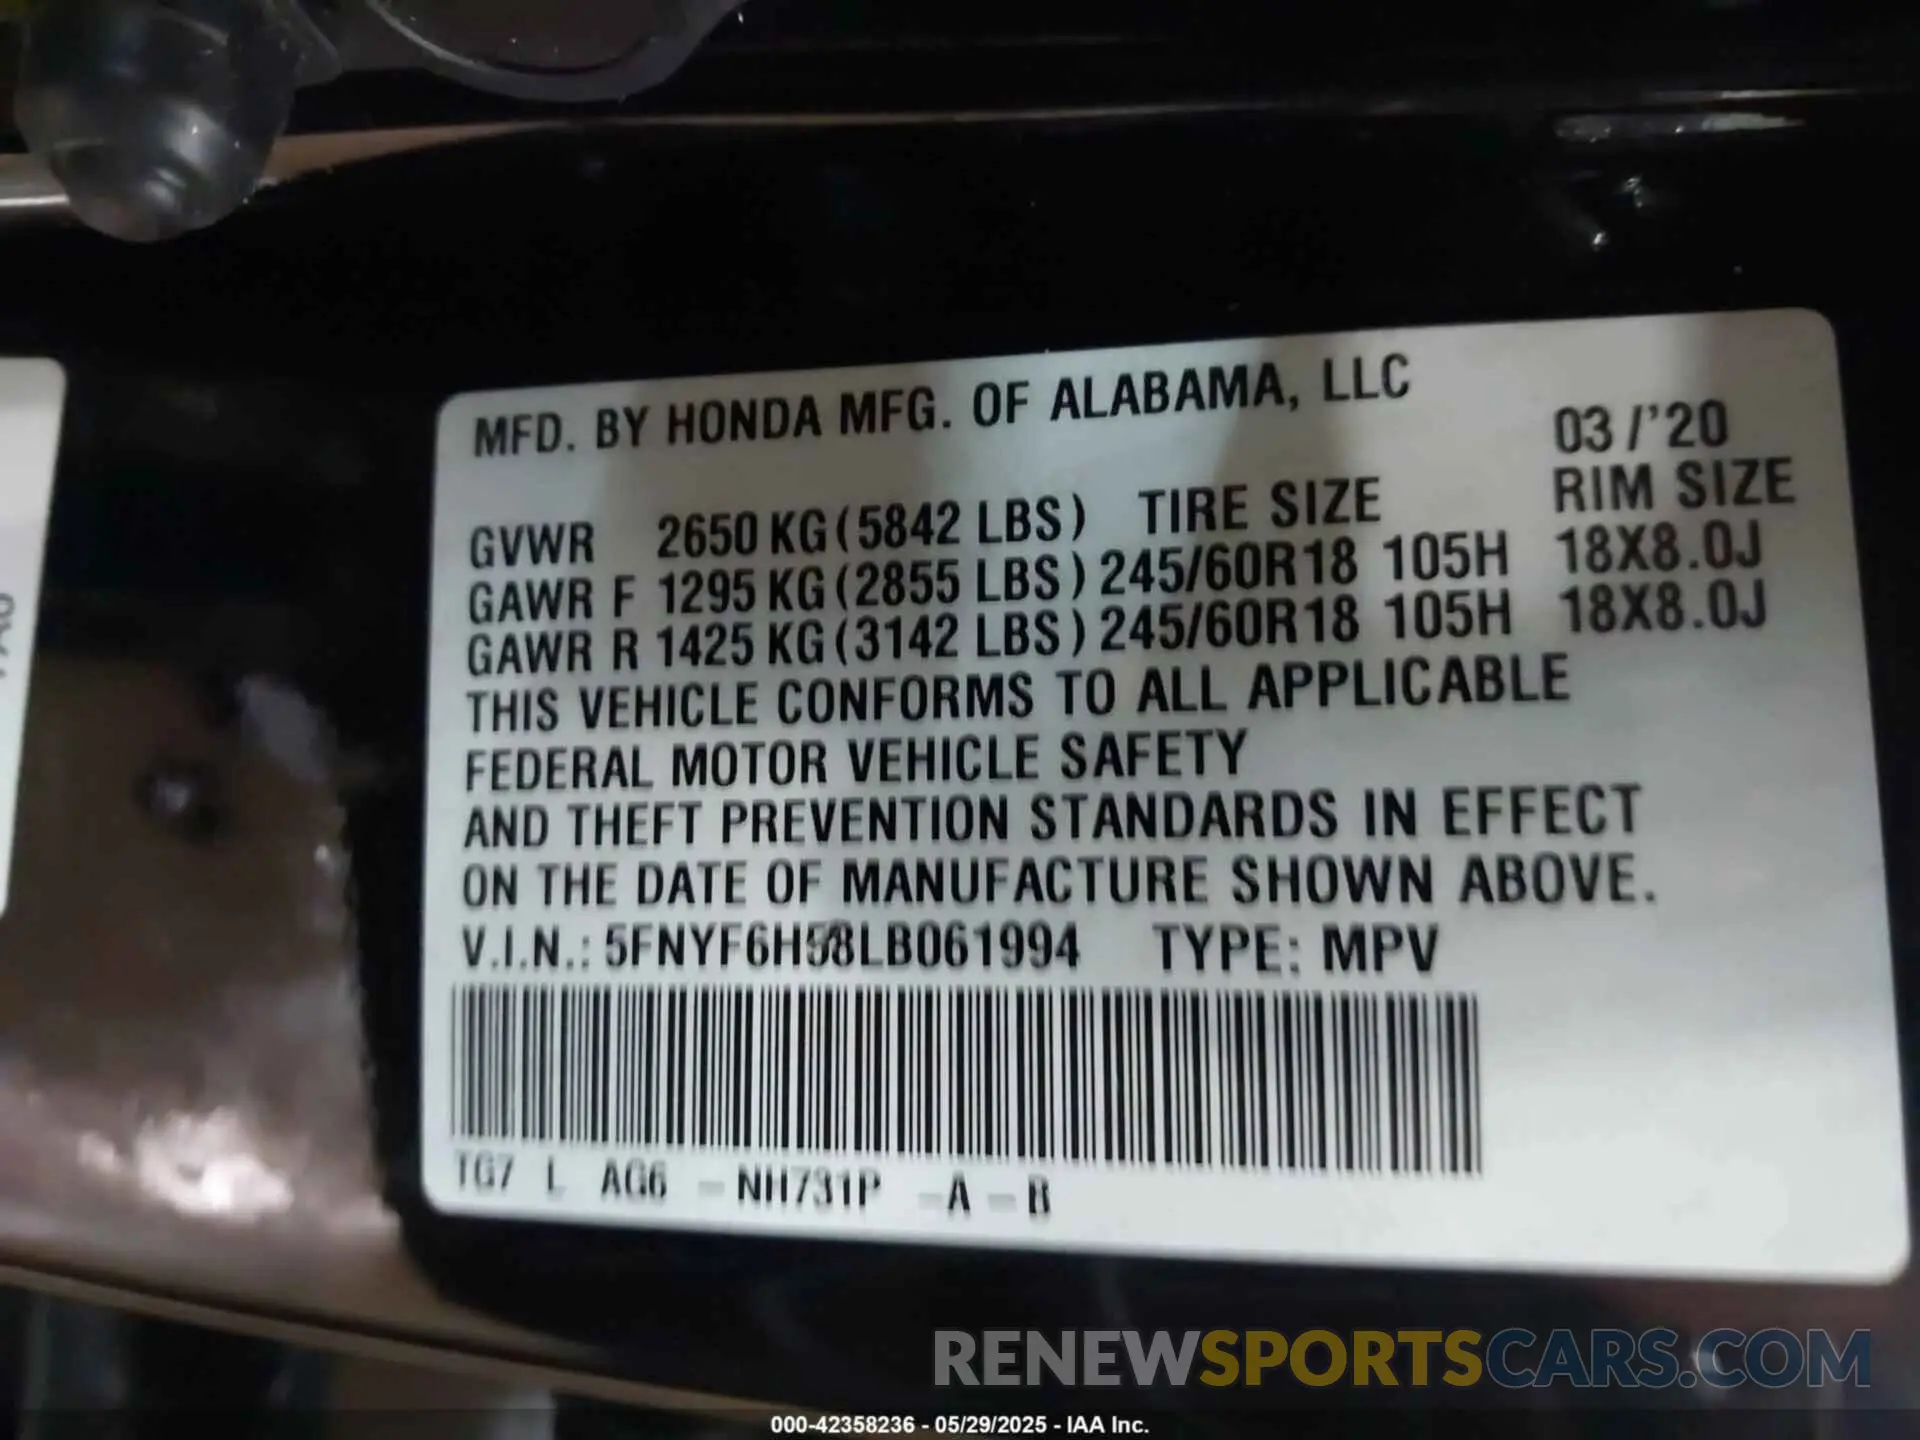 MFD. BY HONDA MFG. OF ALABAMA, LLC
03 /'20
GVWR 2650 KG (5842 LBS) TIRE SIZE RIM SIZE
GAWR F 1295 KG (2855 LBS) 245/60R18 105H 18X8.0J
GAWR R 1425 KG (3142 LBS) 245/60R18 105H 18X8.0J
THIS VEHICLE CONFORMS TO ALL APPLICABLE
FEDERAL MOTOR VEHICLE SAFETY
AND THEFT PREVENTION STANDARDS IN EFFECT
ON THE DATE OF MANUFACTURE SHOWN ABOVE.
V.I.N.: 5FNYF6H58LB061994 TYPE: MPV
TG7 L AG6 - NH731P - A - B
RENEWSPORTSCARS.COM
000-42358236 - 05/29/2025 - IAA Inc.